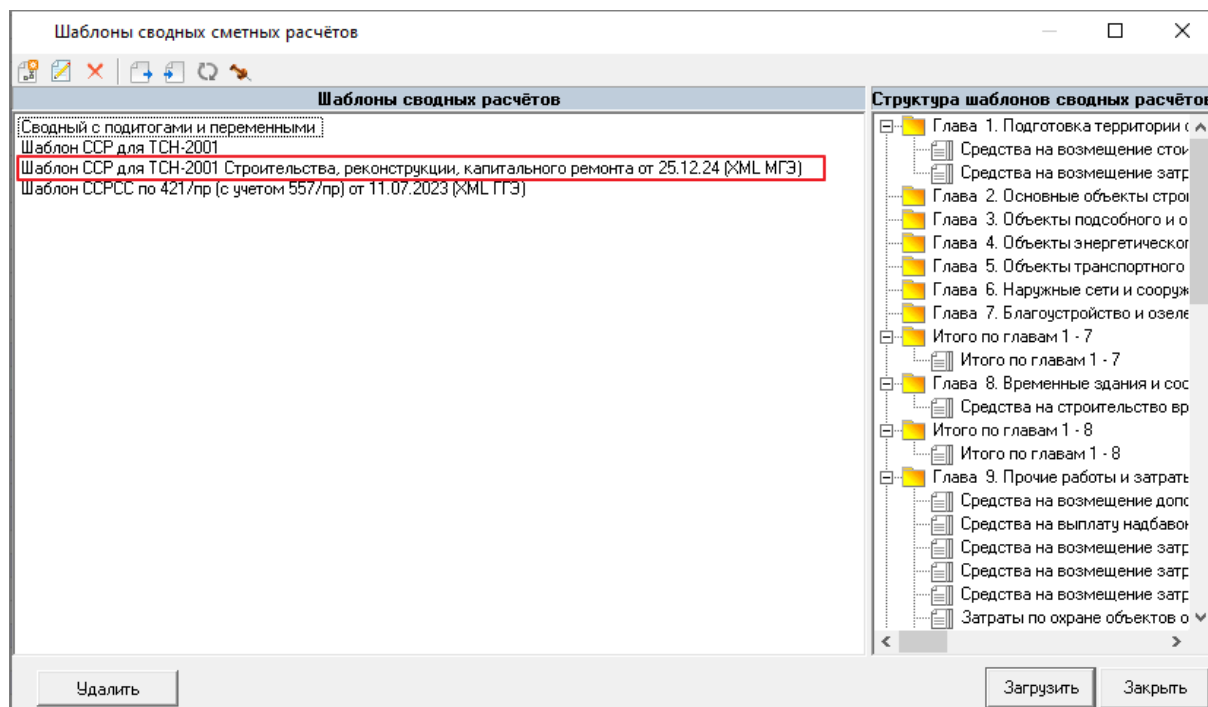 Шаблоны сводных сметных расчётов
Шаблоны сводных расчётов
Сводный с подитогами и переменными
Шаблон ССР для ТСН-2001
Шаблон ССР для ТСН-2001 Строительства, реконструкции, капитального ремонта от 25.12.24 (XML МГЭ)
Шаблон ССРСС по 421/пр (с учетом 557/пр) от 11.07.2023 (XML ГГЭ)
Структура шаблонов сводных расчётов
Глава 1. Подготовка территории с
Средства на возмещение стои
Средства на возмещение затр
Глава 2. Основные объекты строи
Глава 3. Объекты подсобного и о
Глава 4. Объекты энергетическог
Глава 5. Объекты транспортного
Глава 6. Наружные сети и сооруж
Глава 7. Благоустройство и озеле
Итого по главам 1 - 7
Итого по главам 1 - 7
Глава 8. Временные здания и соо
Средства на строительство вр
Итого по главам 1 - 8
Итого по главам 1 - 8
Глава 9. Прочие работы и затраты
Средства на возмещение допо
Средства на выплату надбавок
Средства на возмещение затр
Средства на возмещение затр
Средства на возмещение затр
Затраты по охране объектов о
Удалить
Загрузить
Закрыть